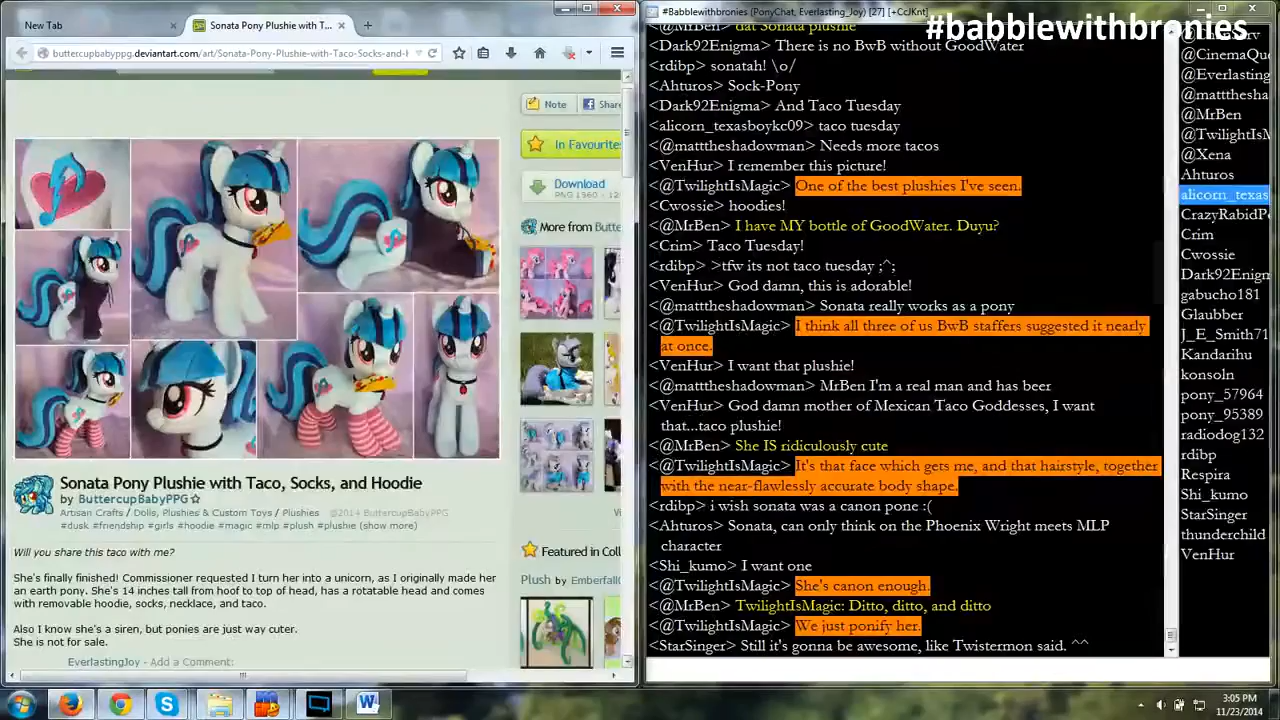 New Tab
Sonata Pony Plushie with T...
buttercupbabyppg.deviantart.com/art/Sonata-Pony-Plushie-with-Taco-Socks-and-H
Note
Share
In Favourites
Download
PNG 1960 × 12
More from Butte
Sonata Pony Plushie with Taco, Socks, and Hoodie
by ButtercupBabyPPG
Artisan Crafts / Dolls, Plushies & Custom Toys / Plushies ©2014 ButtercupBabyPPG
#dusk #friendship #girls #hoodie #magic #mlp #plush #plushie (show more)
Will you share this taco with me?
She's finally finished! Commissioner requested I turn her into a unicorn, as I originally made her
an earth pony. She's 14 inches tall from hoof to top of head, has a rotatable head and comes
with removable hoodie, socks, necklace, and taco.
Also I know she's a siren, but ponies are just way cuter.
She is not for sale.
EverlastingJoy - Add a Comment:
Vi
Featured in Coll
Plush by Emberfall
#Babblewithbronies (PonyChat, Everlasting_Joy) [27] [+CcJKnt]
#babblewithbronies
<@MrBen> dat Sonata plushie
<Dark92Enigma> There is no BwB without GoodWater
<rdibp> sonatah! \o/
<Ahturos> Sock-Pony
<Dark92Enigma> And Taco Tuesday
<alicorn_texasboykc09> taco tuesday
<@matttheshadowman> Needs more tacos
<VenHur> I remember this picture!
<@TwilightIsMagic> One of the best plushies I've seen.
<Cwossie> hoodies!
<@MrBen> I have MY bottle of GoodWater. Duyu?
<Crim> Taco Tuesday!
<rdibp> >tfw its not taco tuesday ;^;
<VenHur> God damn, this is adorable!
<@matttheshadowman> Sonata really works as a pony
<@TwilightIsMagic> I think all three of us BwB staffers suggested it nearly
at once.
<VenHur> I want that plushie!
<@matttheshadowman> MrBen I'm a real man and has beer
<VenHur> God damn mother of Mexican Taco Goddesses, I want
that...taco plushie!
<@MrBen> She IS ridiculously cute
<@TwilightIsMagic> It's that face which gets me, and that hairstyle, together
with the near-flawlessly accurate body shape.
<rdibp> i wish sonata was a canon pone :(
<Ahturos> Sonata, can only think on the Phoenix Wright meets MLP
character
<Shi_kumo> I want one
<@TwilightIsMagic> She's canon enough.
<@MrBen> TwilightIsMagic: Ditto, ditto, and ditto
<@TwilightIsMagic> We just ponify her.
<StarSinger> Still it's gonna be awesome, like Twistermon said. ^^
@CinemaQu
@Everlasting
@mattthesha
@MrBen
@TwilightIsM
@Xena
Ahturos
alicorn_texas
CrazyRabidP
Crim
Cwossie
Dark92Enigm
gabucho181
Glaubber
J_E_Smith71
Kandarihu
konsoln
pony_57964
pony_95389
radiodog132
rdibp
Respira
Shi_kumo
StarSinger
thunderchild
VenHur
3:05 PM
11/23/2014